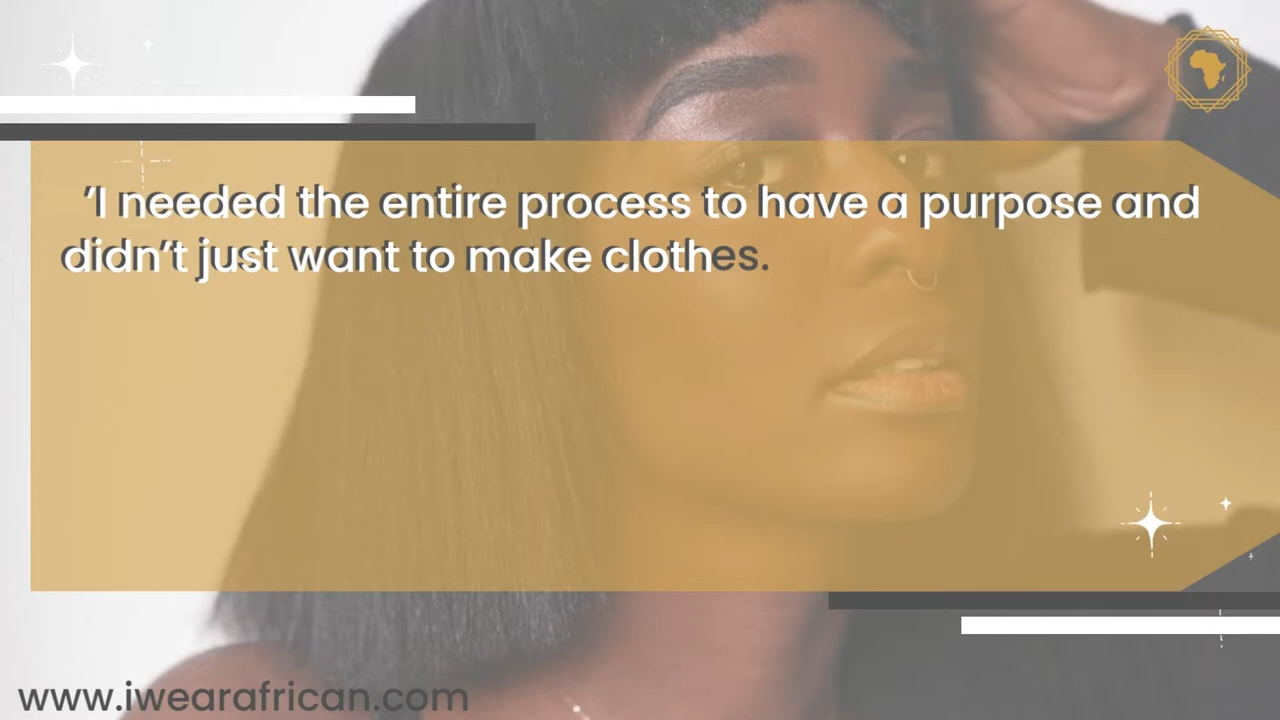 ’I needed the entire process to have a purpose and
didn’t just want to make clothes.
www.iwearafrican.com